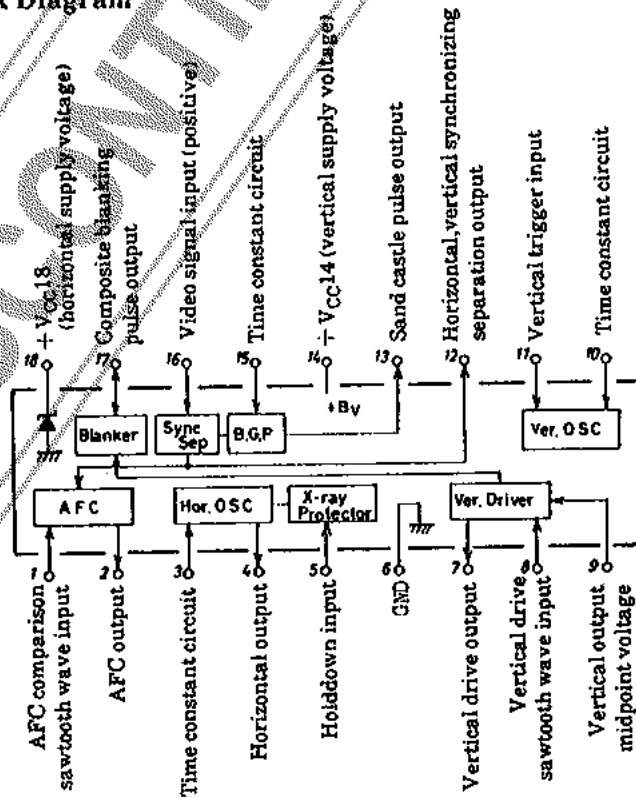 k Diagram
SCONTI
+ VCC18
(horizontal supply voltage)
Composite blanking
pulse output
Video signal input (positive)
Time constant circuit
+ VCC14 (vertical supply voltage)
Sand castle pulse output
Horizontal,vertical synchronizing
separation output
Vertical trigger input
Time constant circuit
18
17
16
15
14
13
12
11
10
+BV
Blanker
Sync
Sep
B.G.P
Ver. OSC
AFC
Hor. OSC
X-ray
Protector
Ver. Driver
1
2
3
4
5
6
7
8
9
AFC comparison
sawtooth wave input
AFC output
Time constant circuit
Horizontal output
Holddown input
GND
Vertical drive output
Vertical drive
sawtooth wave input
Vertical output
midpoint voltage